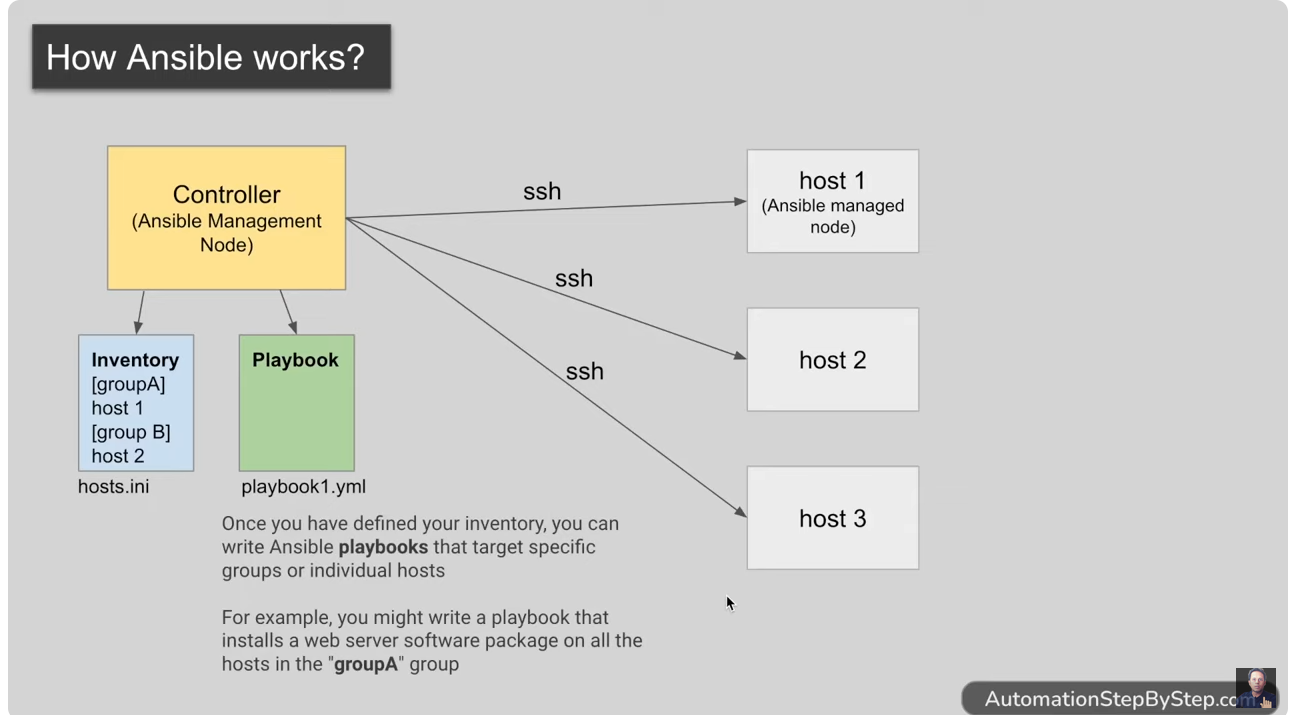 How Ansible works?
Controller
(Ansible Management
Node)
ssh
ssh
ssh
host 1
(Ansible managed
node)
host 2
host 3
Inventory
[groupA]
host 1
[group B]
host 2
hosts.ini
Playbook
playbook1.yml
Once you have defined your inventory, you can
write Ansible playbooks that target specific
groups or individual hosts
For example, you might write a playbook that
installs a web server software package on all the
hosts in the "groupA" group
AutomationStepByStep.com